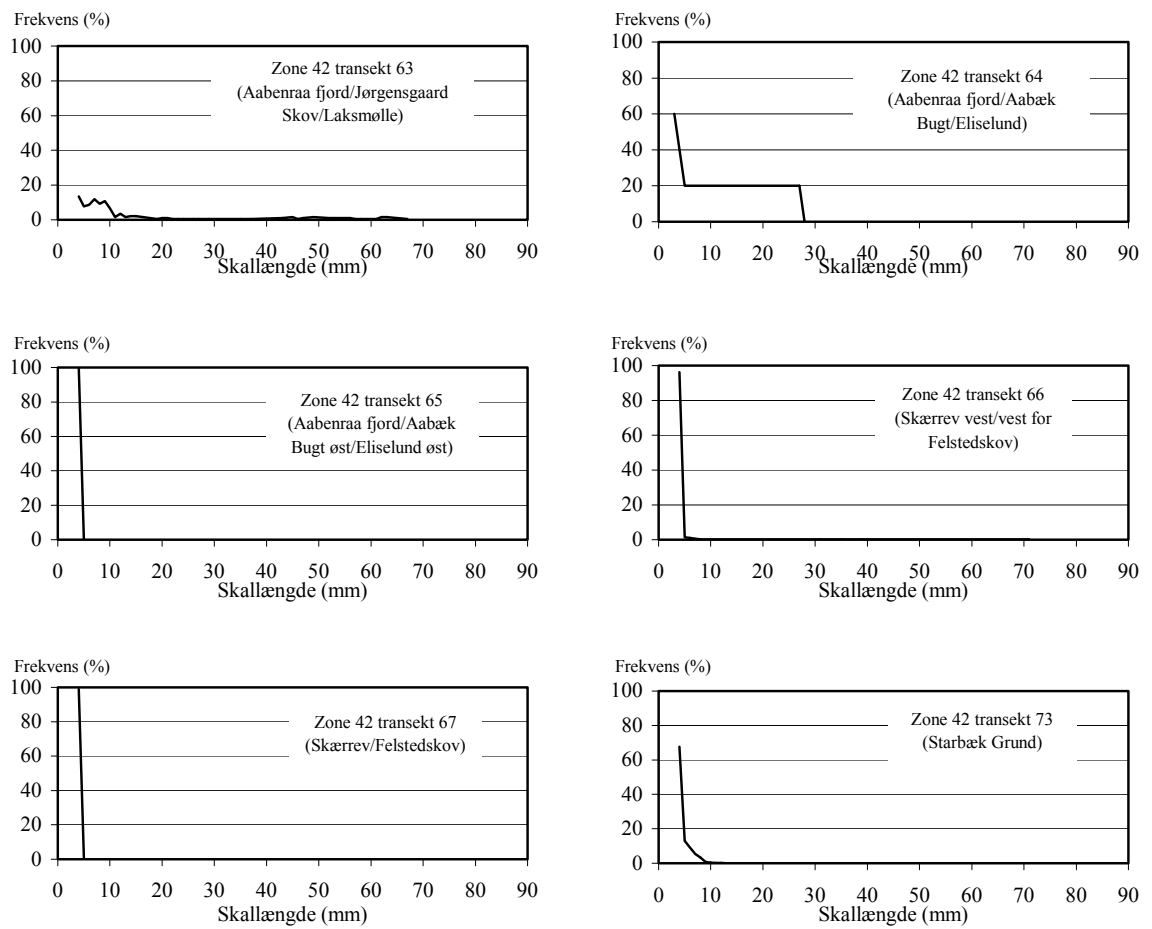 Frekvens (%)
100
80
60
40
20
0
Zone 42 transekt 63
(Aabenraa fjord/Jørgensgaard
Skov/Laksmølle)
0 10 20 30 40 50 60 70 80 90
Skallængde (mm)
Frekvens (%)
100
80
60
40
20
0
Zone 42 transekt 64
(Aabenraa fjord/Aabæk
Bugt/Eliselund)
0 10 20 30 40 50 60 70 80 90
Skallængde (mm)
Frekvens (%)
100
80
60
40
20
0
Zone 42 transekt 65
(Aabenraa fjord/Aabæk
Bugt øst/Eliselund øst)
0 10 20 30 40 50 60 70 80 90
Skallængde (mm)
Frekvens (%)
100
80
60
40
20
0
Zone 42 transekt 66
(Skærrev vest/vest for
Felstedskov)
0 10 20 30 40 50 60 70 80 90
Skallængde (mm)
Frekvens (%)
100
80
60
40
20
0
Zone 42 transekt 67
(Skærrev/Felstedskov)
0 10 20 30 40 50 60 70 80 90
Skallængde (mm)
Frekvens (%)
100
80
60
40
20
0
Zone 42 transekt 73
(Starbæk Grund)
0 10 20 30 40 50 60 70 80 90
Skallængde (mm)